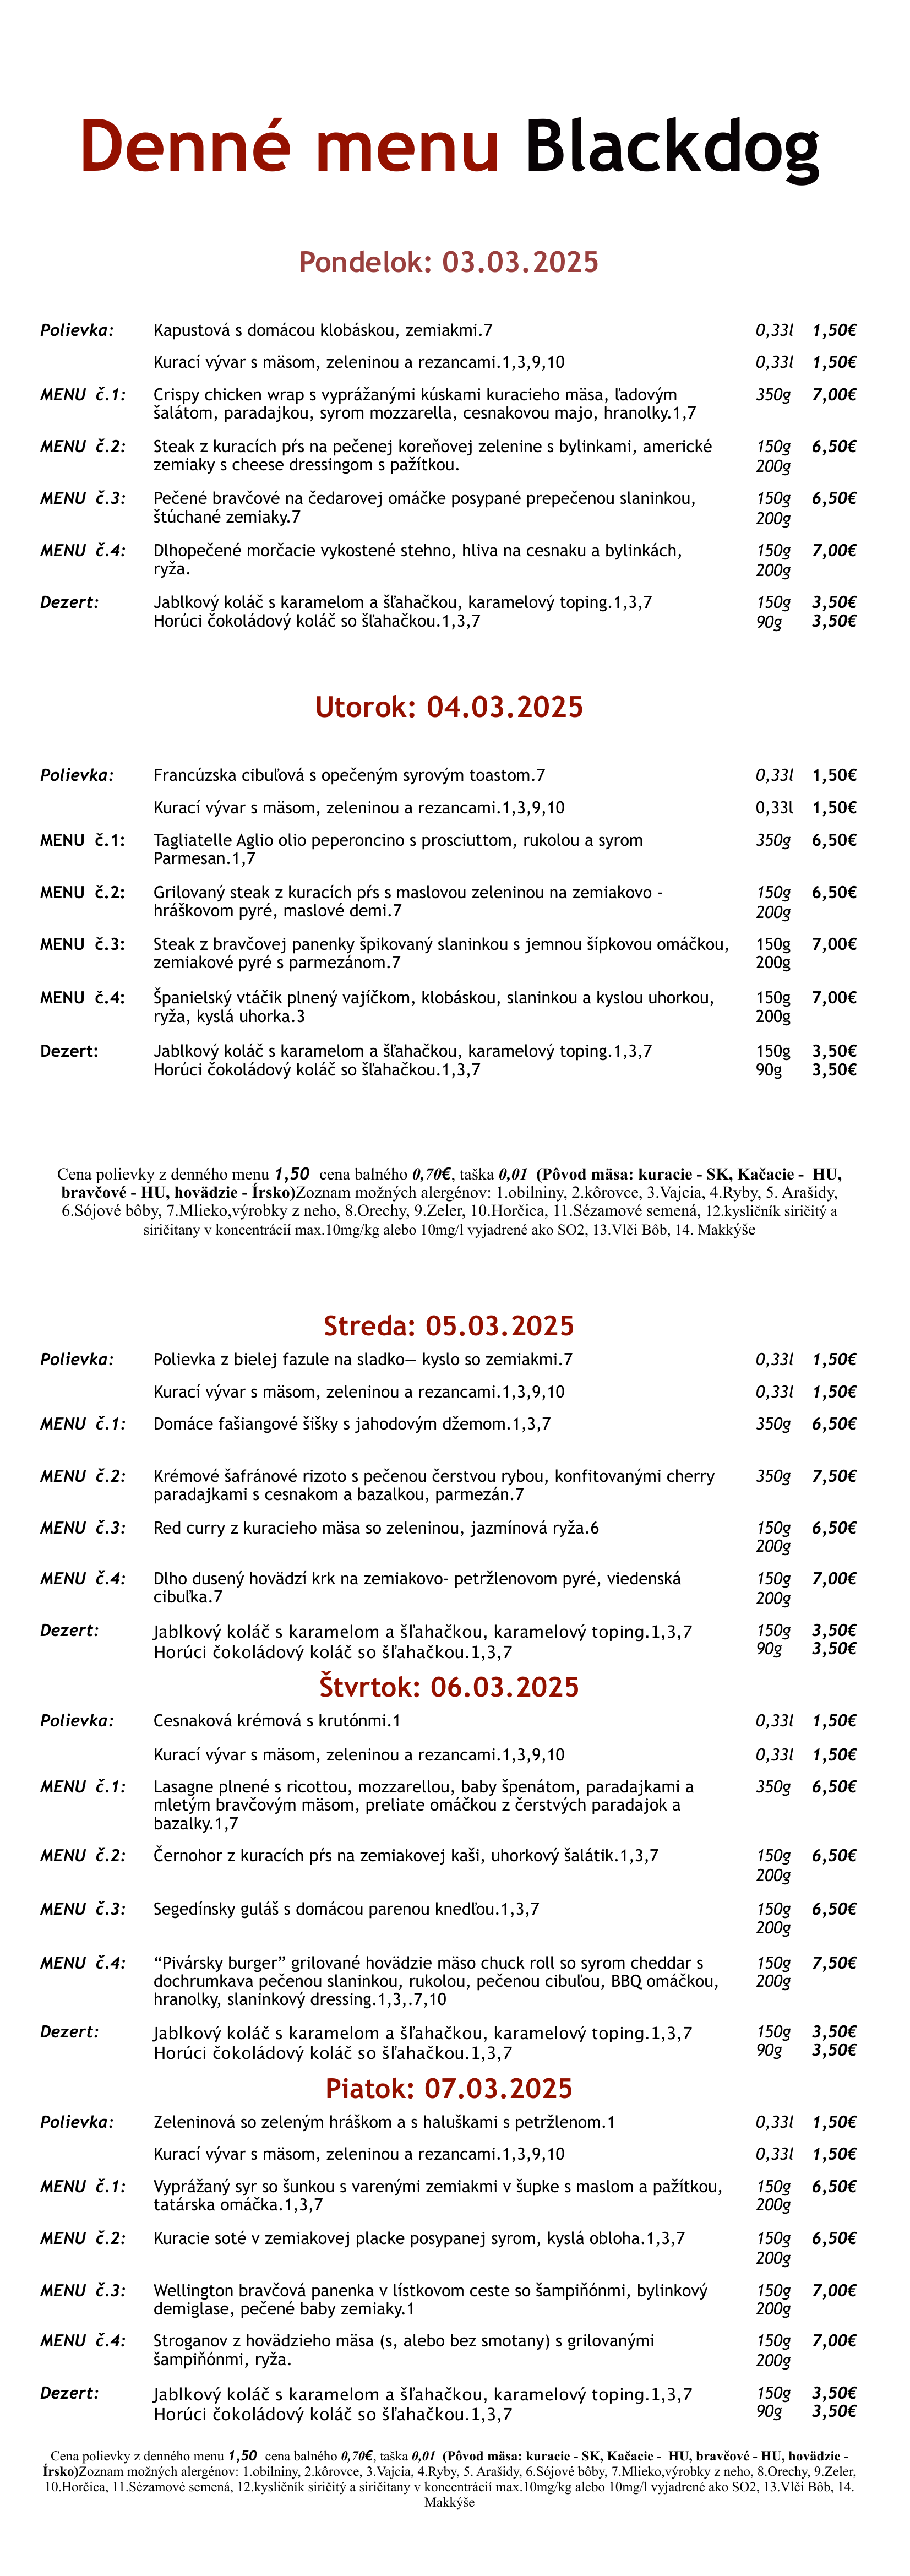 Denné menu Blackdog
Pondelok: 03.03.2025
Polievka: Kapustová s domácou klobáskou, zemiakmi.7 0,33l 1,50€
Kurací vývar s mäsom, zeleninou a rezancami.1,3,9,10 0,33l 1,50€
MENU č.1: Crispy chicken wrap s vyprážanými kúskami kuracieho mäsa, ľadovým 350g 7,00€
šalátom, paradajkou, syrom mozzarella, cesnakovou majo, hranolky.1,7
MENU č.2: Steak z kuracích pŕs na pečenej koreňovej zelenine s bylinkami, americké 150g 6,50€
zemiaky s cheese dressingom s pažítkou. 200g
MENU č.3: Pečené bravčové na čedarovej omáčke posypané prepečenou slaninkou, 150g 6,50€
štúchané zemiaky.7 200g
MENU č.4: Dlhopečené morčacie vykostené stehno, hliva na cesnaku a bylinkách, 150g 7,00€
ryža. 200g
Dezert: Jablkový koláč s karamelom a šľahačkou, karamelový toping.1,3,7 150g 3,50€
Horúci čokoládový koláč so šľahačkou.1,3,7 90g 3,50€
Utorok: 04.03.2025
Polievka: Francúzska cibuľová s opečeným syrovým toastom.7 0,33l 1,50€
Kurací vývar s mäsom, zeleninou a rezancami.1,3,9,10 0,33l 1,50€
MENU č.1: Tagliatelle Aglio olio peperoncino s prosciuttom, rukolou a syrom 350g 6,50€
Parmesan.1,7
MENU č.2: Grilovaný steak z kuracích pŕs s maslovou zeleninou na zemiakovo - 150g 6,50€
hráškovom pyré, maslové demi.7 200g
MENU č.3: Steak z bravčovej panenky špikovaný slaninkou s jemnou šípkovou omáčkou, 150g 7,00€
zemiakové pyré s parmezánom.7 200g
MENU č.4: Španielský vtáčik plnený vajíčkom, klobáskou, slaninkou a kyslou uhorkou, 150g 7,00€
ryža, kyslá uhorka.3 200g
Dezert: Jablkový koláč s karamelom a šľahačkou, karamelový toping.1,3,7 150g 3,50€
Horúci čokoládový koláč so šľahačkou.1,3,7 90g 3,50€
Cena polievky z denného menu 1,50 cena balného 0,70€, taška 0,01 (Pôvod mäsa: kuracie - SK, Kačacie - HU,
bravčové - HU, hovädzie - Írsko)Zoznam možných alergénov: 1.obilniny, 2.kôrovce, 3.Vajcia, 4.Ryby, 5. Arašidy,
6.Sójové bôby, 7.Mlieko,výrobky z neho, 8.Orechy, 9.Zeler, 10.Horčica, 11.Sézamové semená, 12.kysličník siričitý a
siričitany v koncentrácií max.10mg/kg alebo 10mg/l vyjadrené ako SO2, 13.Vlči Bôb, 14. Makkýše
Streda: 05.03.2025
Polievka: Polievka z bielej fazule na sladko— kyslo so zemiakmi.7 0,33l 1,50€
Kurací vývar s mäsom, zeleninou a rezancami.1,3,9,10 0,33l 1,50€
MENU č.1: Domáce fašiangové šišky s jahodovým džemom.1,3,7 350g 6,50€
MENU č.2: Krémové šafránové rizoto s pečenou čerstvou rybou, konfitovanými cherry 350g 7,50€
paradajkami s cesnakom a bazalkou, parmezán.7
MENU č.3: Red curry z kuracieho mäsa so zeleninou, jazmínová ryža.6 150g 6,50€
200g
MENU č.4: Dlho dusený hovädzí krk na zemiakovo- petržlenovom pyré, viedenská 150g 7,00€
cibuľka.7 200g
Dezert: Jablkový koláč s karamelom a šľahačkou, karamelový toping.1,3,7 150g 3,50€
Horúci čokoládový koláč so šľahačkou.1,3,7 90g 3,50€
Štvrtok: 06.03.2025
Polievka: Cesnaková krémová s krutónmi.1 0,33l 1,50€
Kurací vývar s mäsom, zeleninou a rezancami.1,3,9,10 0,33l 1,50€
MENU č.1: Lasagne plnené s ricottou, mozzarellou, baby špenátom, paradajkami a 350g 6,50€
mletým bravčovým mäsom, preliate omáčkou z čerstvých paradajok a
bazalky.1,7
MENU č.2: Černohor z kuracích pŕs na zemiakovej kaši, uhorkový šalátik.1,3,7 150g 6,50€
200g
MENU č.3: Segedínsky guláš s domácou parenou knedľou.1,3,7 150g 6,50€
200g
MENU č.4: “Pivársky burger” grilované hovädzie mäso chuck roll so syrom cheddar s 150g 7,50€
dochrumkava pečenou slaninkou, rukolou, pečenou cibuľou, BBQ omáčkou, 200g
hranolky, slaninkový dressing.1,3,.7,10
Dezert: Jablkový koláč s karamelom a šľahačkou, karamelový toping.1,3,7 150g 3,50€
Horúci čokoládový koláč so šľahačkou.1,3,7 90g 3,50€
Piatok: 07.03.2025
Polievka: Zeleninová so zeleným hráškom a s haluškami s petržlenom.1 0,33l 1,50€
Kurací vývar s mäsom, zeleninou a rezancami.1,3,9,10 0,33l 1,50€
MENU č.1: Vyprážaný syr so šunkou s varenými zemiakmi v šupke s maslom a pažítkou, 150g 6,50€
tatárska omáčka.1,3,7 200g
MENU č.2: Kuracie soté v zemiakovej placke posypanej syrom, kyslá obloha.1,3,7 150g 6,50€
200g
MENU č.3: Wellington bravčová panenka v lístkovom ceste so šampiňónmi, bylinkový 150g 7,00€
demiglase, pečené baby zemiaky.1 200g
MENU č.4: Stroganov z hovädzieho mäsa (s, alebo bez smotany) s grilovanými 150g 7,00€
šampiňónmi, ryža. 200g
Dezert: Jablkový koláč s karamelom a šľahačkou, karamelový toping.1,3,7 150g 3,50€
Horúci čokoládový koláč so šľahačkou.1,3,7 90g 3,50€
Cena polievky z denného menu 1,50 cena balného 0,70€, taška 0,01 (Pôvod mäsa: kuracie - SK, Kačacie - HU, bravčové - HU, hovädzie -
Írsko)Zoznam možných alergénov: 1.obilniny, 2.kôrovce, 3.Vajcia, 4.Ryby, 5. Arašidy, 6.Sójové bôby, 7.Mlieko,výrobky z neho, 8.Orechy, 9.Zeler,
10.Horčica, 11.Sézamové semená, 12.kysličník siričitý a siričitany v koncentrácií max.10mg/kg alebo 10mg/l vyjadrené ako SO2, 13.Vlči Bôb, 14.
Makkýše